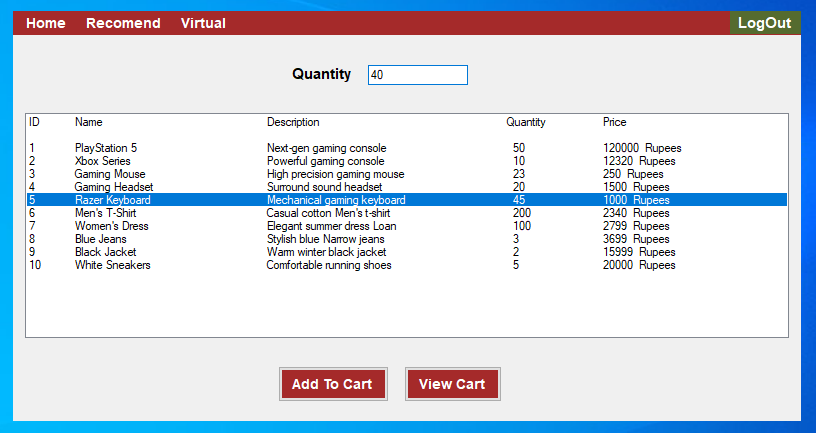 Home Recomend Virtual LogOut
Quantity 40
ID Name Description Quantity Price
1 PlayStation 5 Next-gen gaming console 50 120000 Rupees
2 Xbox Series Powerful gaming console 10 12320 Rupees
3 Gaming Mouse High precision gaming mouse 23 250 Rupees
4 Gaming Headset Surround sound headset 20 1500 Rupees
5 Razer Keyboard Mechanical gaming keyboard 45 1000 Rupees
6 Men's T-Shirt Casual cotton Men's t-shirt 200 2340 Rupees
7 Women's Dress Elegant summer dress Loan 100 2799 Rupees
8 Blue Jeans Stylish blue Narrow jeans 3 3699 Rupees
9 Black Jacket Warm winter black jacket 2 15999 Rupees
10 White Sneakers Comfortable running shoes 5 20000 Rupees
Add To Cart View Cart